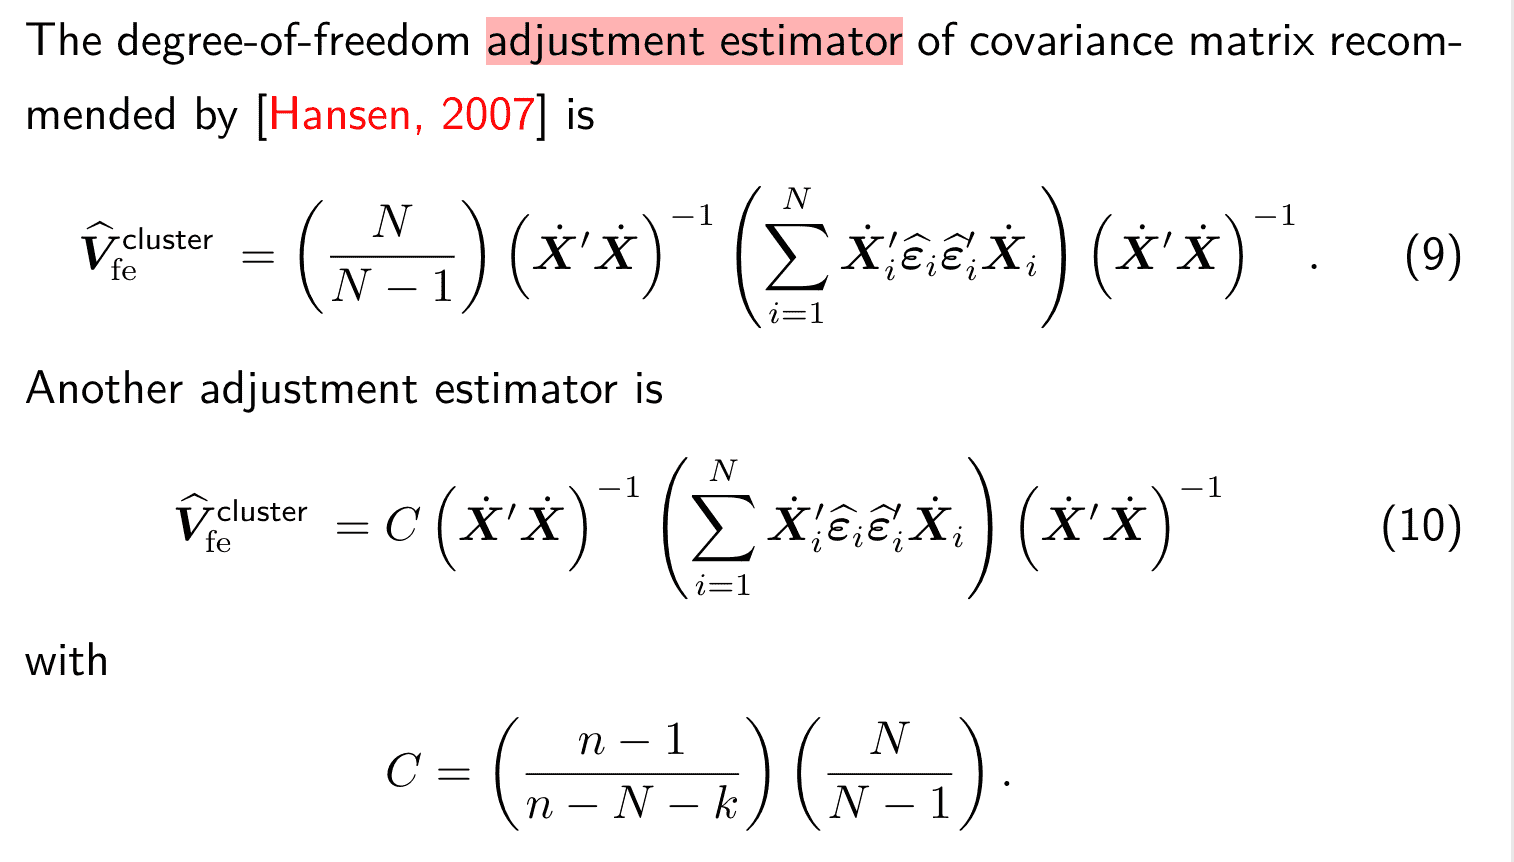 The degree-of-freedom adjustment estimator of covariance matrix recom-
mended by [Hansen, 2007] is
$\widehat{\boldsymbol{V}}_{\text{fe}}^{\text{cluster}} = \left(\frac{N}{N-1}\right)\left(\dot{\boldsymbol{X}}'\dot{\boldsymbol{X}}\right)^{-1}\left(\sum_{i=1}^{N}\dot{\boldsymbol{X}}_i'\widehat{\boldsymbol{\varepsilon}}_i\widehat{\boldsymbol{\varepsilon}}_i'\dot{\boldsymbol{X}}_i\right)\left(\dot{\boldsymbol{X}}'\dot{\boldsymbol{X}}\right)^{-1}.$ (9)
Another adjustment estimator is
$\widehat{\boldsymbol{V}}_{\text{fe}}^{\text{cluster}} = C\left(\dot{\boldsymbol{X}}'\dot{\boldsymbol{X}}\right)^{-1}\left(\sum_{i=1}^{N}\dot{\boldsymbol{X}}_i'\widehat{\boldsymbol{\varepsilon}}_i\widehat{\boldsymbol{\varepsilon}}_i'\dot{\boldsymbol{X}}_i\right)\left(\dot{\boldsymbol{X}}'\dot{\boldsymbol{X}}\right)^{-1}$ (10)
with
$C = \left(\frac{n-1}{n-N-k}\right)\left(\frac{N}{N-1}\right).$